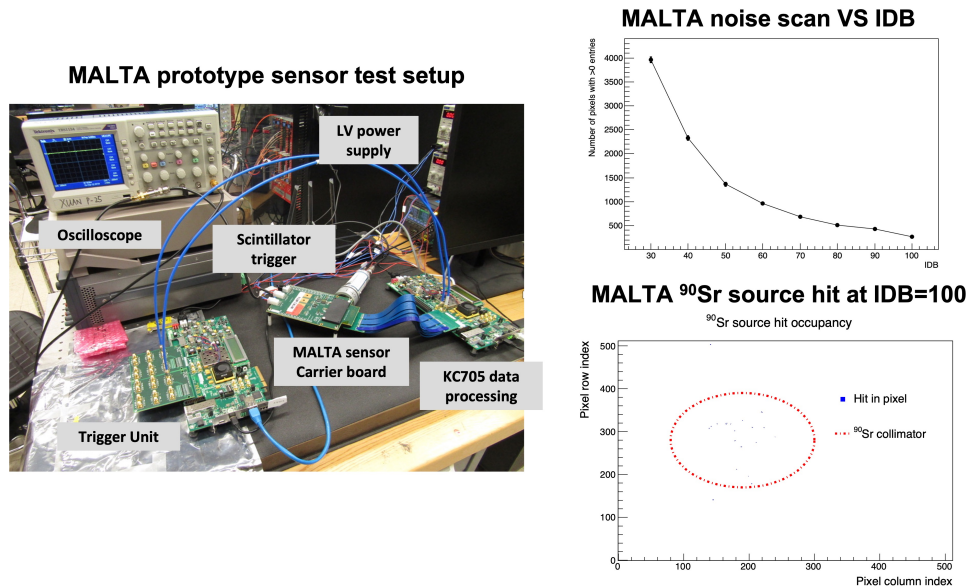 MALTA noise scan VS IDB
MALTA prototype sensor test setup
Number of pixels with >0 entries
4000
3500
3000
2500
2000
1500
1000
500
30 40 50 60 70 80 90 100
IDB
Tektronix
XUAN P-25
LV power
supply
Oscilloscope
Scintillator
trigger
MALTA sensor
Carrier board
KC705 data
processing
Trigger Unit
MALTA ⁹⁰Sr source hit at IDB=100
⁹⁰Sr source hit occupancy
Pixel row index
500
400
300
200
100
0
Hit in pixel
⁹⁰Sr collimator
0 100 200 300 400 500
Pixel column index